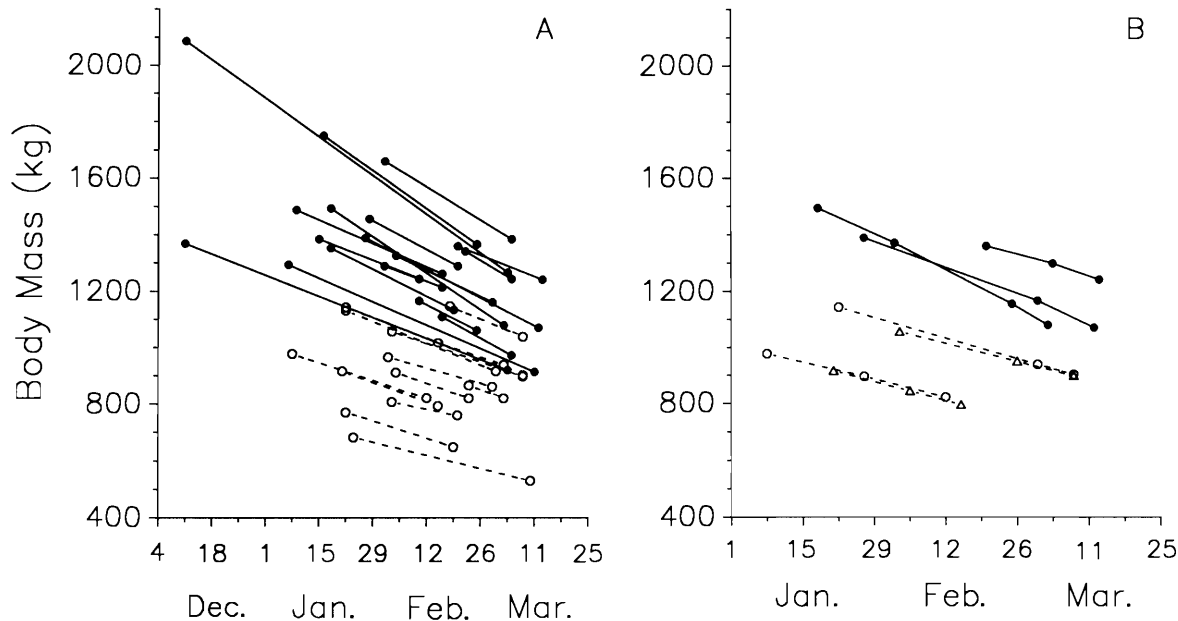 A
B
Body Mass (kg)
2000
1600
1200
800
400
2000
1600
1200
800
400
4 18 1 15 29 12 26 11 25
1 15 29 12 26 11 25
Dec. Jan. Feb. Mar.
Jan. Feb. Mar.